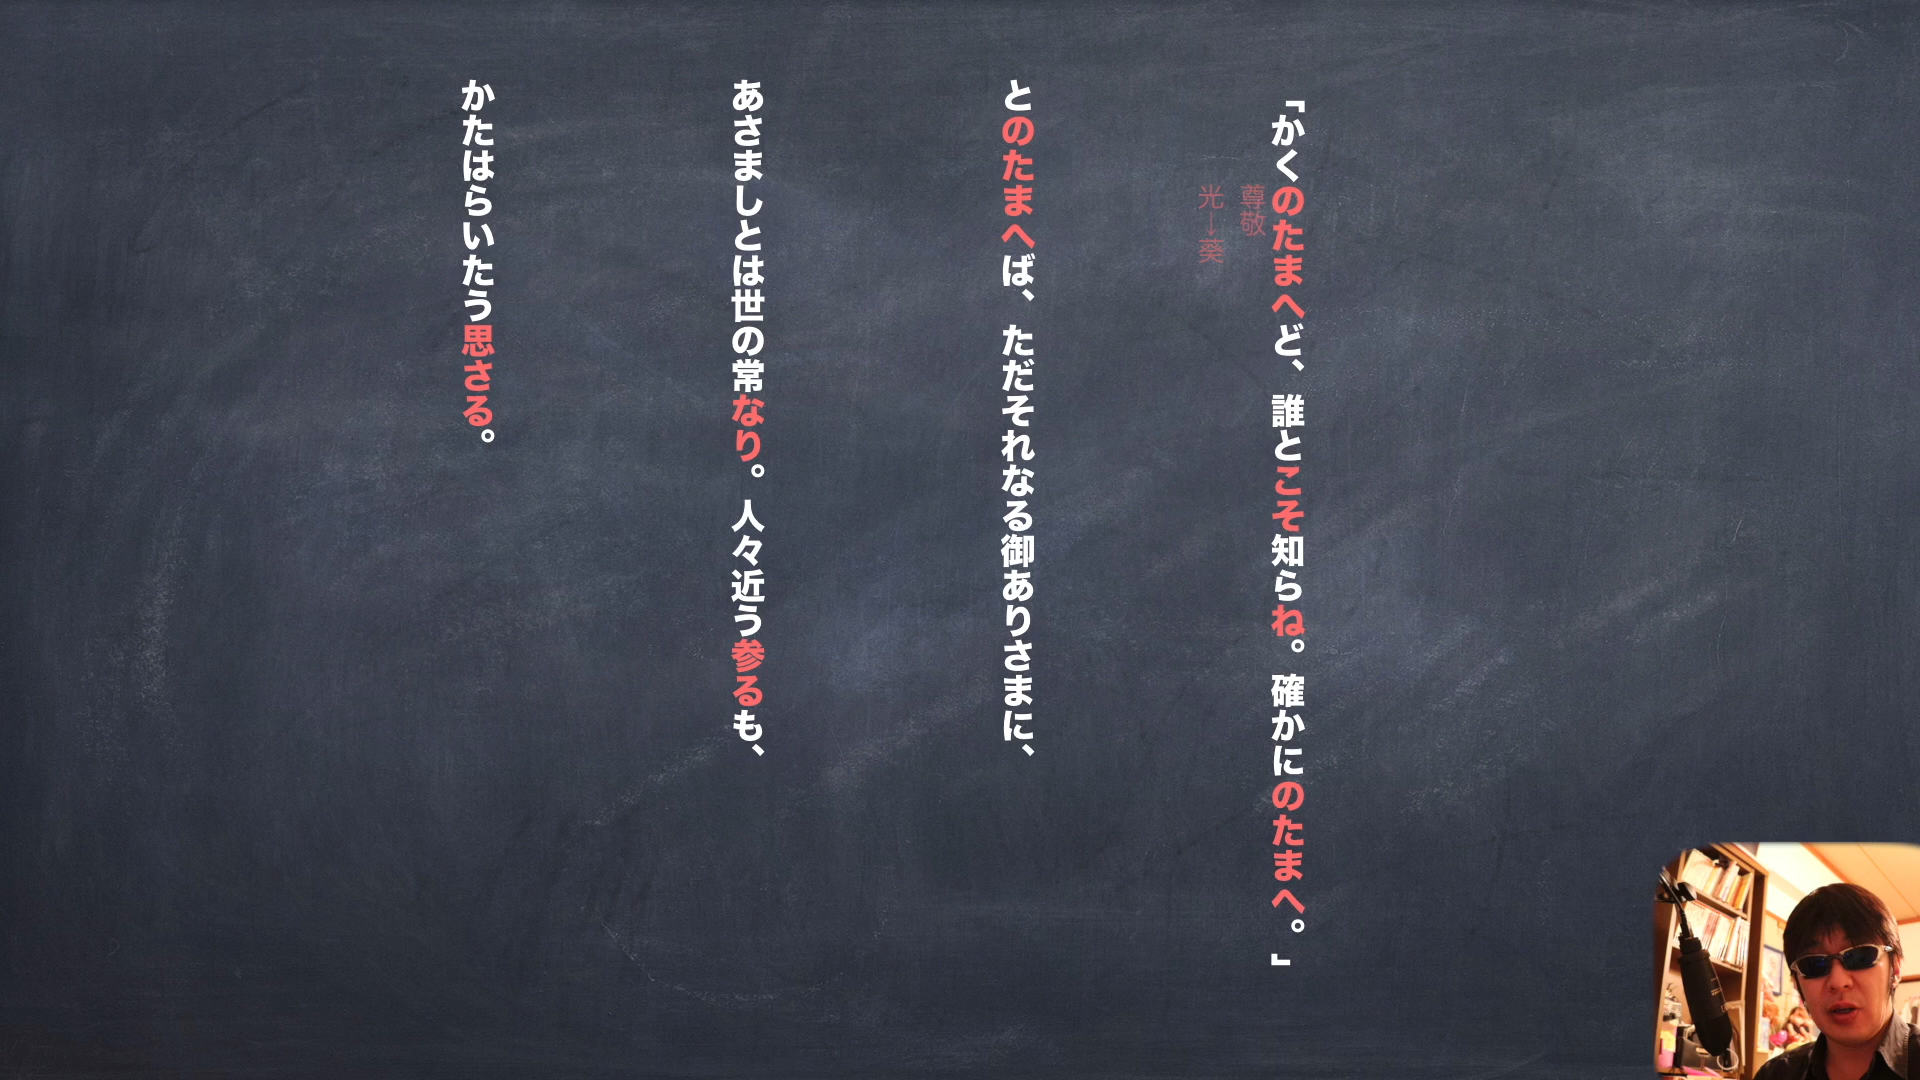 「かくのたまへど、誰とこそ知らね。確かにのたまへ。」
尊敬
光→葵
とのたまへば、ただそれなる御ありさまに、
あさましとは世の常なり。人々近う参るも、
かたはらいたう思さる。